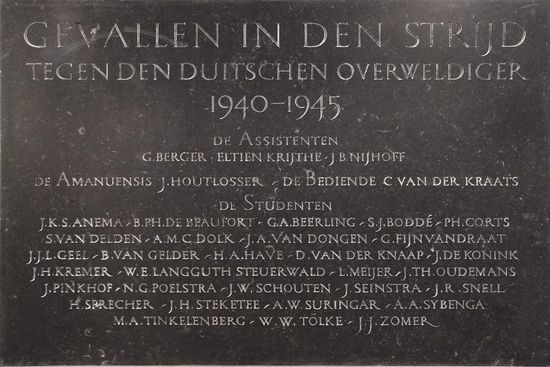 GEVALLEN IN DEN STRIJD
TEGEN DEN DUITSCHEN OVERWELDIGER
1940-1945
DE ASSISTENTEN
G. BERGER - ELTIEN KRIJTHE - J.B. NIJHOFF
DE AMANUENSIS J. HOUTLOSSER - DE BEDIENDE C. VAN DER KRAATS
DE STUDENTEN
J.K.S. ANEMA - B.PH. DE BEAUFORT - G.A. BEERLING - S.J. BODDÉ - PH. CORTS
S. VAN DELDEN - A.M.C. DOLK - J.A. VAN DONGEN - G. FIJNVANDRAAT
J.J.L. GEEL - B. VAN GELDER - H.A. HAVE - D. VAN DER KNAAP - J. DE KONINK
J.H. KREMER - W.E. LANGGUTH STEUERWALD - L. MEIJER - J.TH. OUDEMANS
J. PINKHOF - N.G. POELSTRA - J.W. SCHOUTEN - J. SEINSTRA - J.R. SNELL
H. SPRECHER - J.H. STEKETEE - A.W. SURINGAR - A.A. SYBENGA
M.A. TINKELENBERG - W.W. TÖLKE - J.J. ZOMER